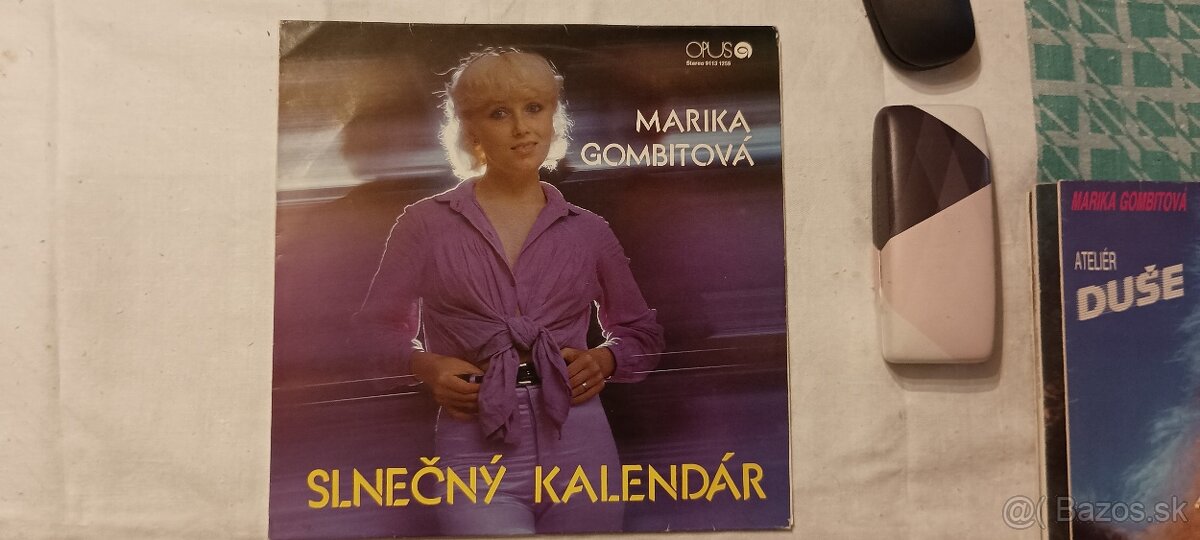 OPUS
Stereo 9113 1256
MARIKA
GOMBITOVÁ
SLNEČNÝ KALENDÁR
MARIKA GOMBITOVÁ
ATELIÉR
DUŠE
@( Bazos.sk